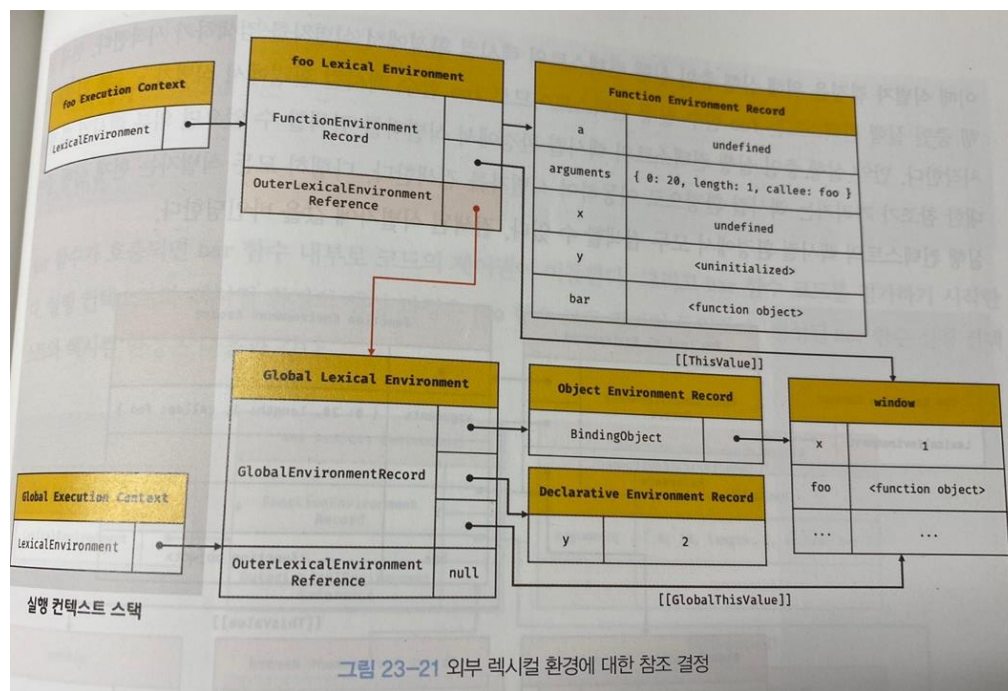 foo Execution Context
LexicalEnvironment
foo Lexical Environment
FunctionEnvironment
Record
OuterLexicalEnvironment
Reference
Function Environment Record
a
undefined
arguments
{ 0: 20, length: 1, callee: foo }
x
undefined
y
<uninitialized>
bar
<function object>
[[ThisValue]]
Global Execution Context
LexicalEnvironment
실행 컨텍스트 스택
Global Lexical Environment
GlobalEnvironmentRecord
OuterLexicalEnvironment
Reference
null
Object Environment Record
BindingObject
Declarative Environment Record
y
2
window
x
1
foo
<function object>
...
...
[[GlobalThisValue]]
그림 23-21 외부 렉시컬 환경에 대한 참조 결정